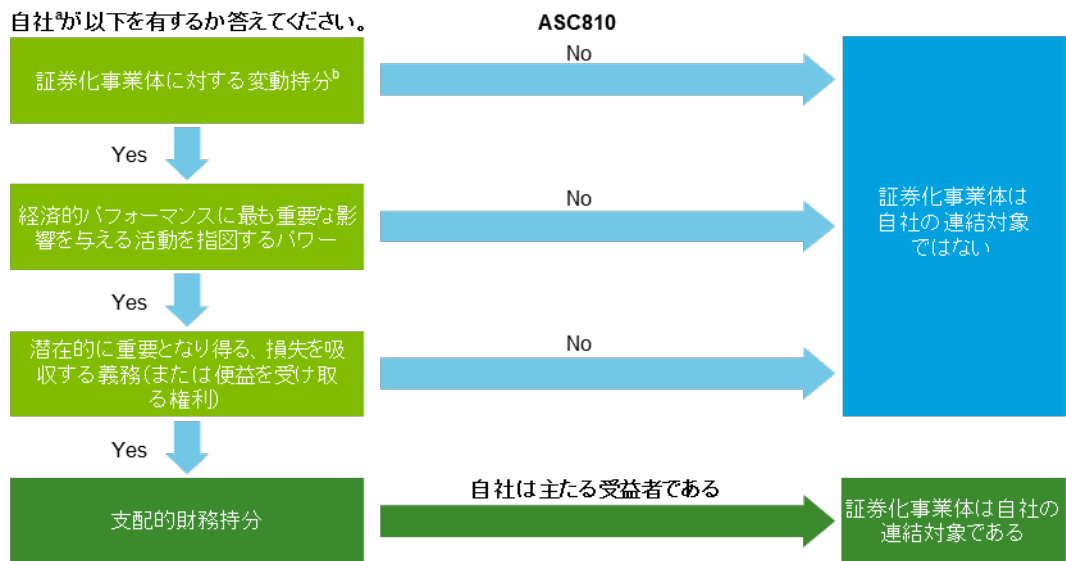 自社ᵃが以下を有するか答えてください。
ASC810
証券化事業体に対する変動持分ᵇ
No
Yes
経済的パフォーマンスに最も重要な影
響を与える活動を指図するパワー
No
証券化事業体は
自社の連結対象
ではない
Yes
潜在的に重要となり得る、損失を吸
収する義務(または便益を受け取
る権利)
No
Yes
支配的財務持分
自社は主たる受益者である
証券化事業体は自社の
連結対象である